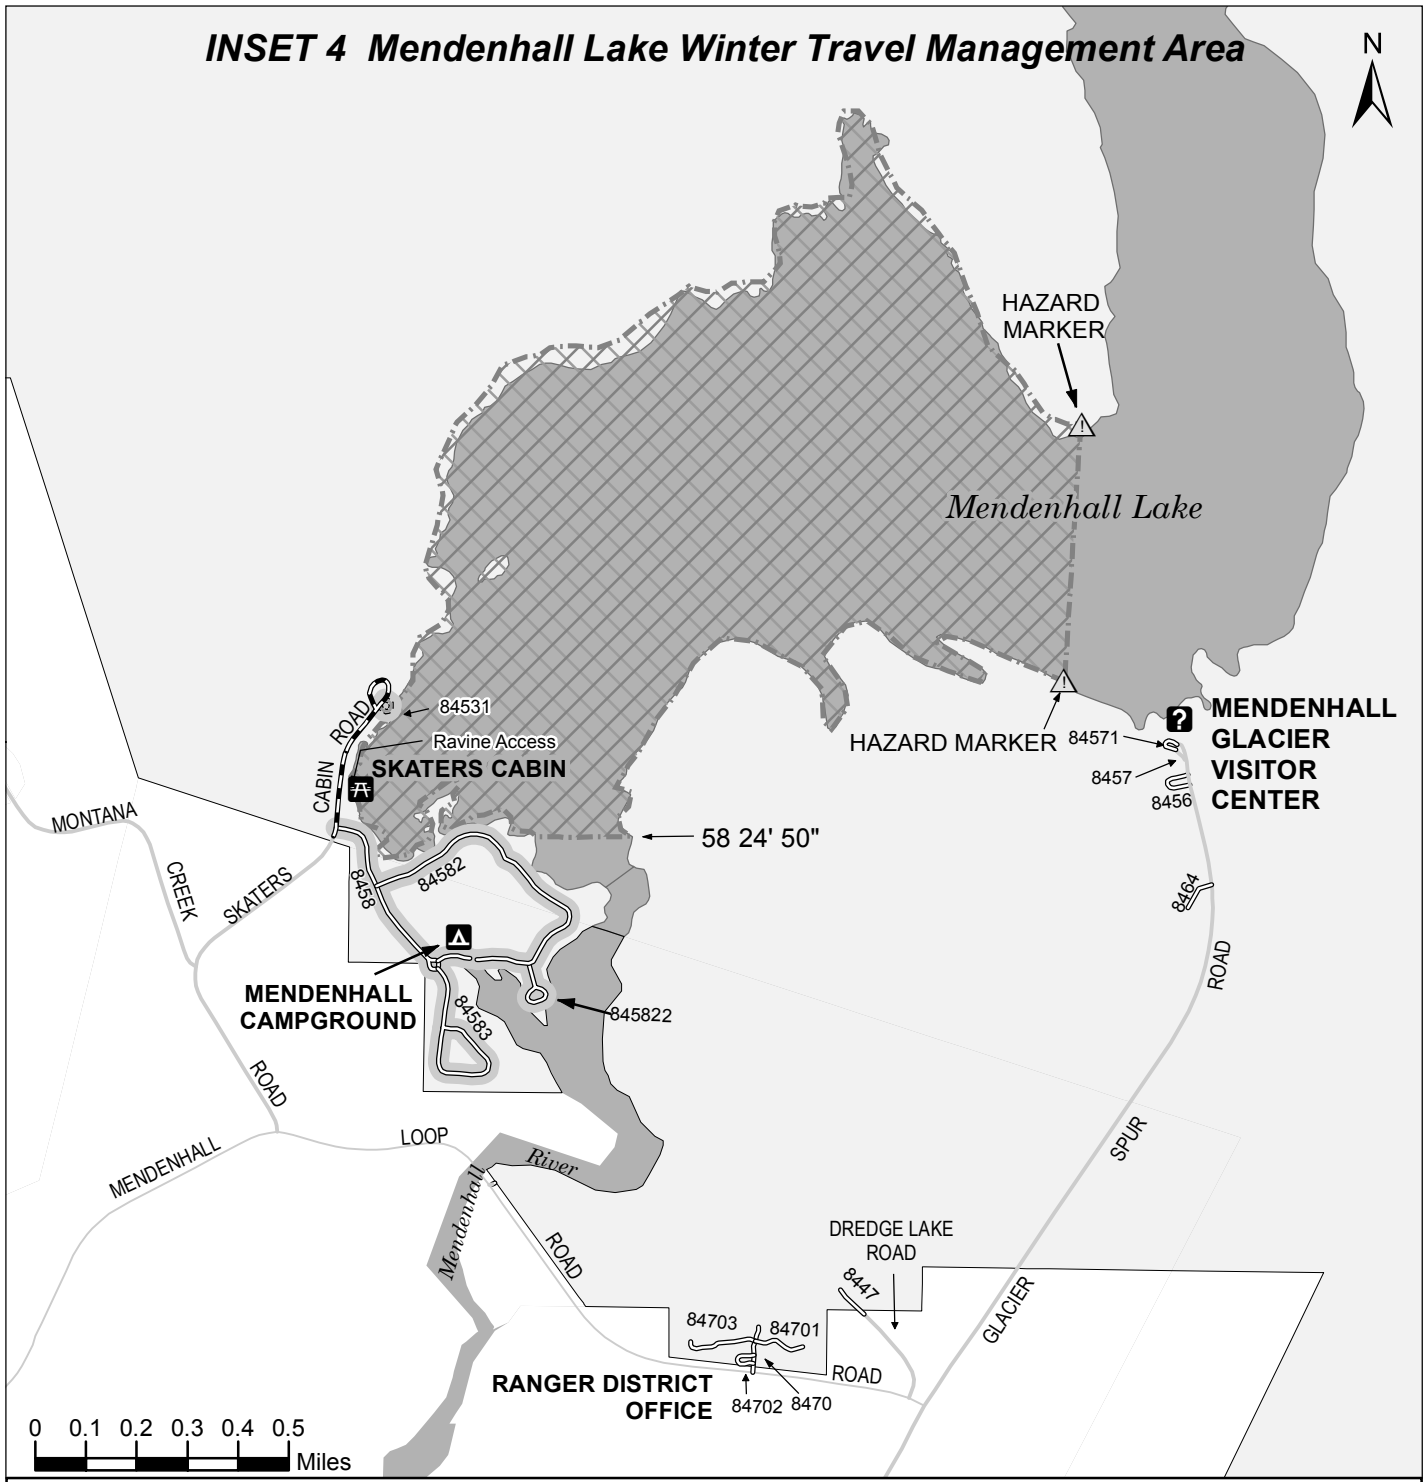 INSET 4  Mendenhall Lake Winter Travel Management Area
N
HAZARD
MARKER
!
Mendenhall Lake
!
HAZARD MARKER
84531
Ravine Access
SKATERS CABIN
ROAD
CABIN
?
MENDENHALL
GLACIER
VISITOR
CENTER
84571
8457
8456
58 24' 50"
MONTANA
CREEK
SKATERS
8458
84582
8464
ROAD
MENDENHALL
CAMPGROUND
84583
845822
ROAD
LOOP
MENDENHALL
River
Mendenhall
SPUR
ROAD
DREDGE LAKE
ROAD
8447
GLACIER
84703
84701
ROAD
RANGER DISTRICT
OFFICE
84702
8470
0 0.1 0.2 0.3 0.4 0.5
Miles